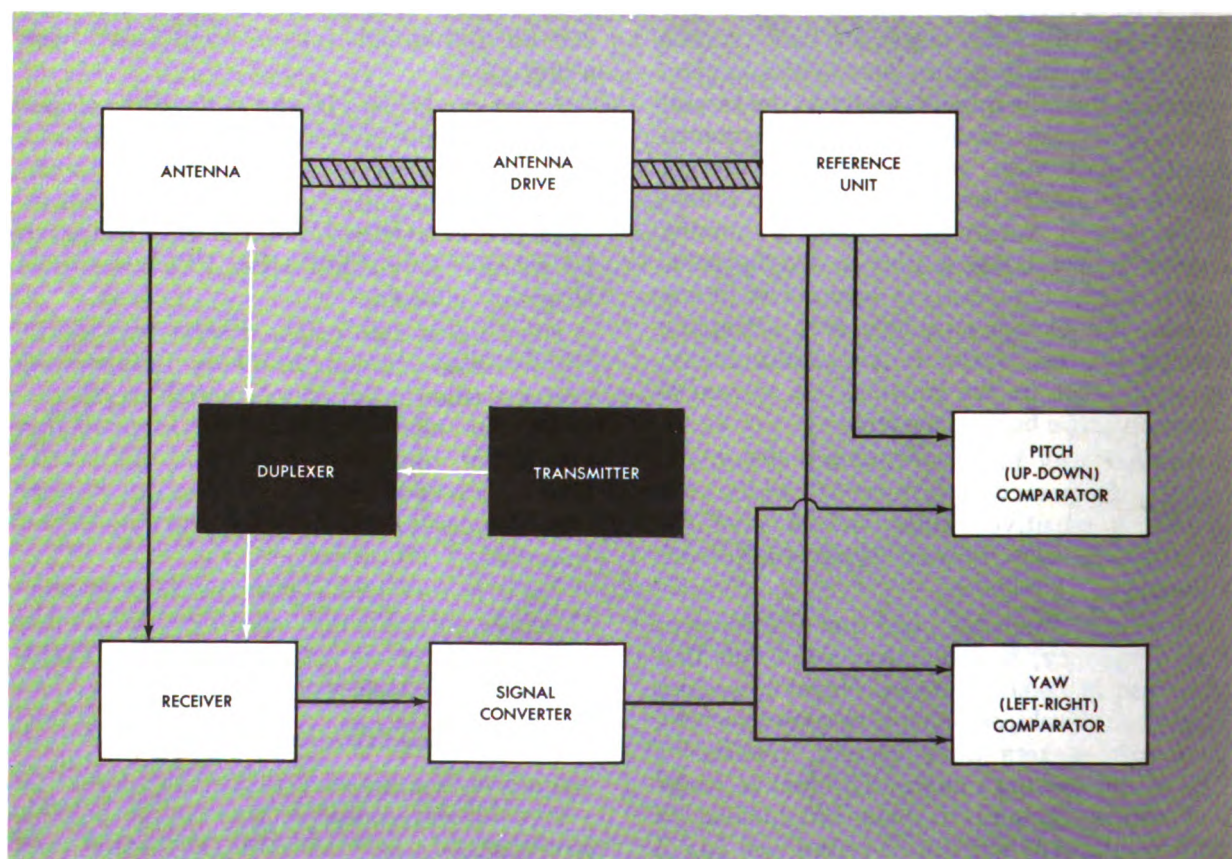 ANTENNA
ANTENNA
DRIVE
REFERENCE
UNIT
DUPLEXER
TRANSMITTER
PITCH
(UP-DOWN)
COMPARATOR
RECEIVER
SIGNAL
CONVERTER
YAW
(LEFT-RIGHT)
COMPARATOR